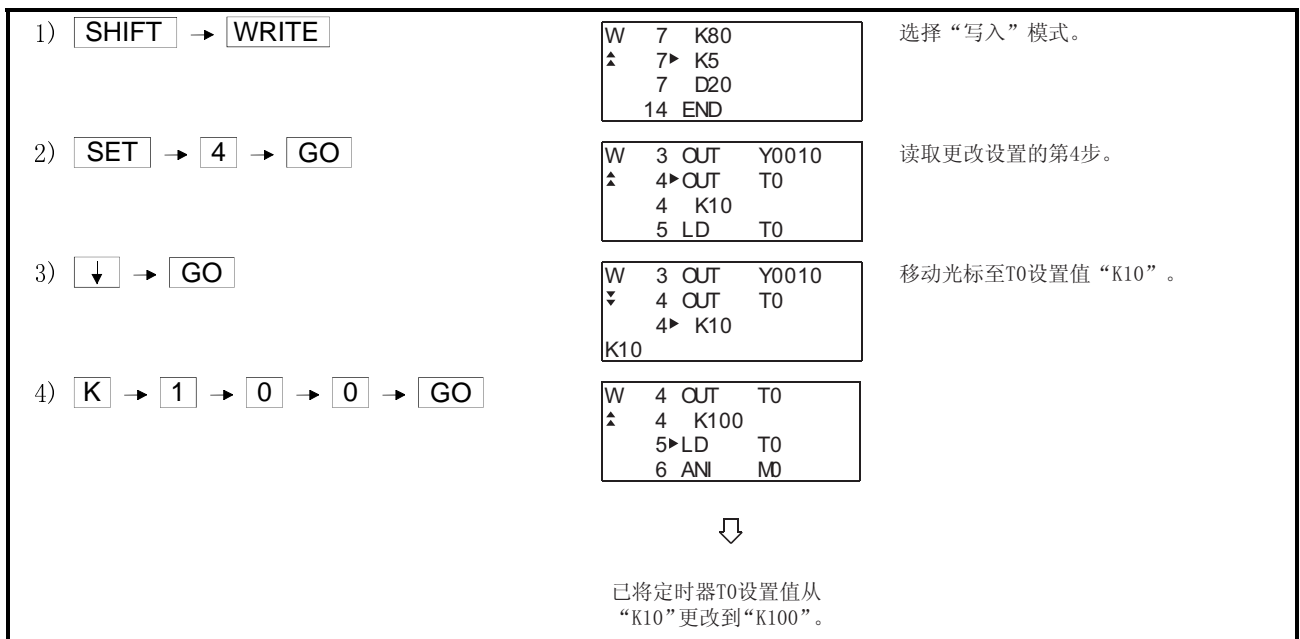 1) SHIFT → WRITE
W 7 K80
7▶ K5
7 D20
14 END
选择“写入”模式。
2) SET → 4 → GO
W 3 OUT Y0010
4▶OUT T0
4 K10
5 LD T0
读取更改设置的第4步。
3) ↓ → GO
W 3 OUT Y0010
4 OUT T0
4▶ K10
K10
移动光标至T0设置值“K10”。
4) K → 1 → 0 → 0 → GO
W 4 OUT T0
4 K100
5▶LD T0
6 ANI M0
已将定时器T0设置值从
“K10”更改到“K100”。